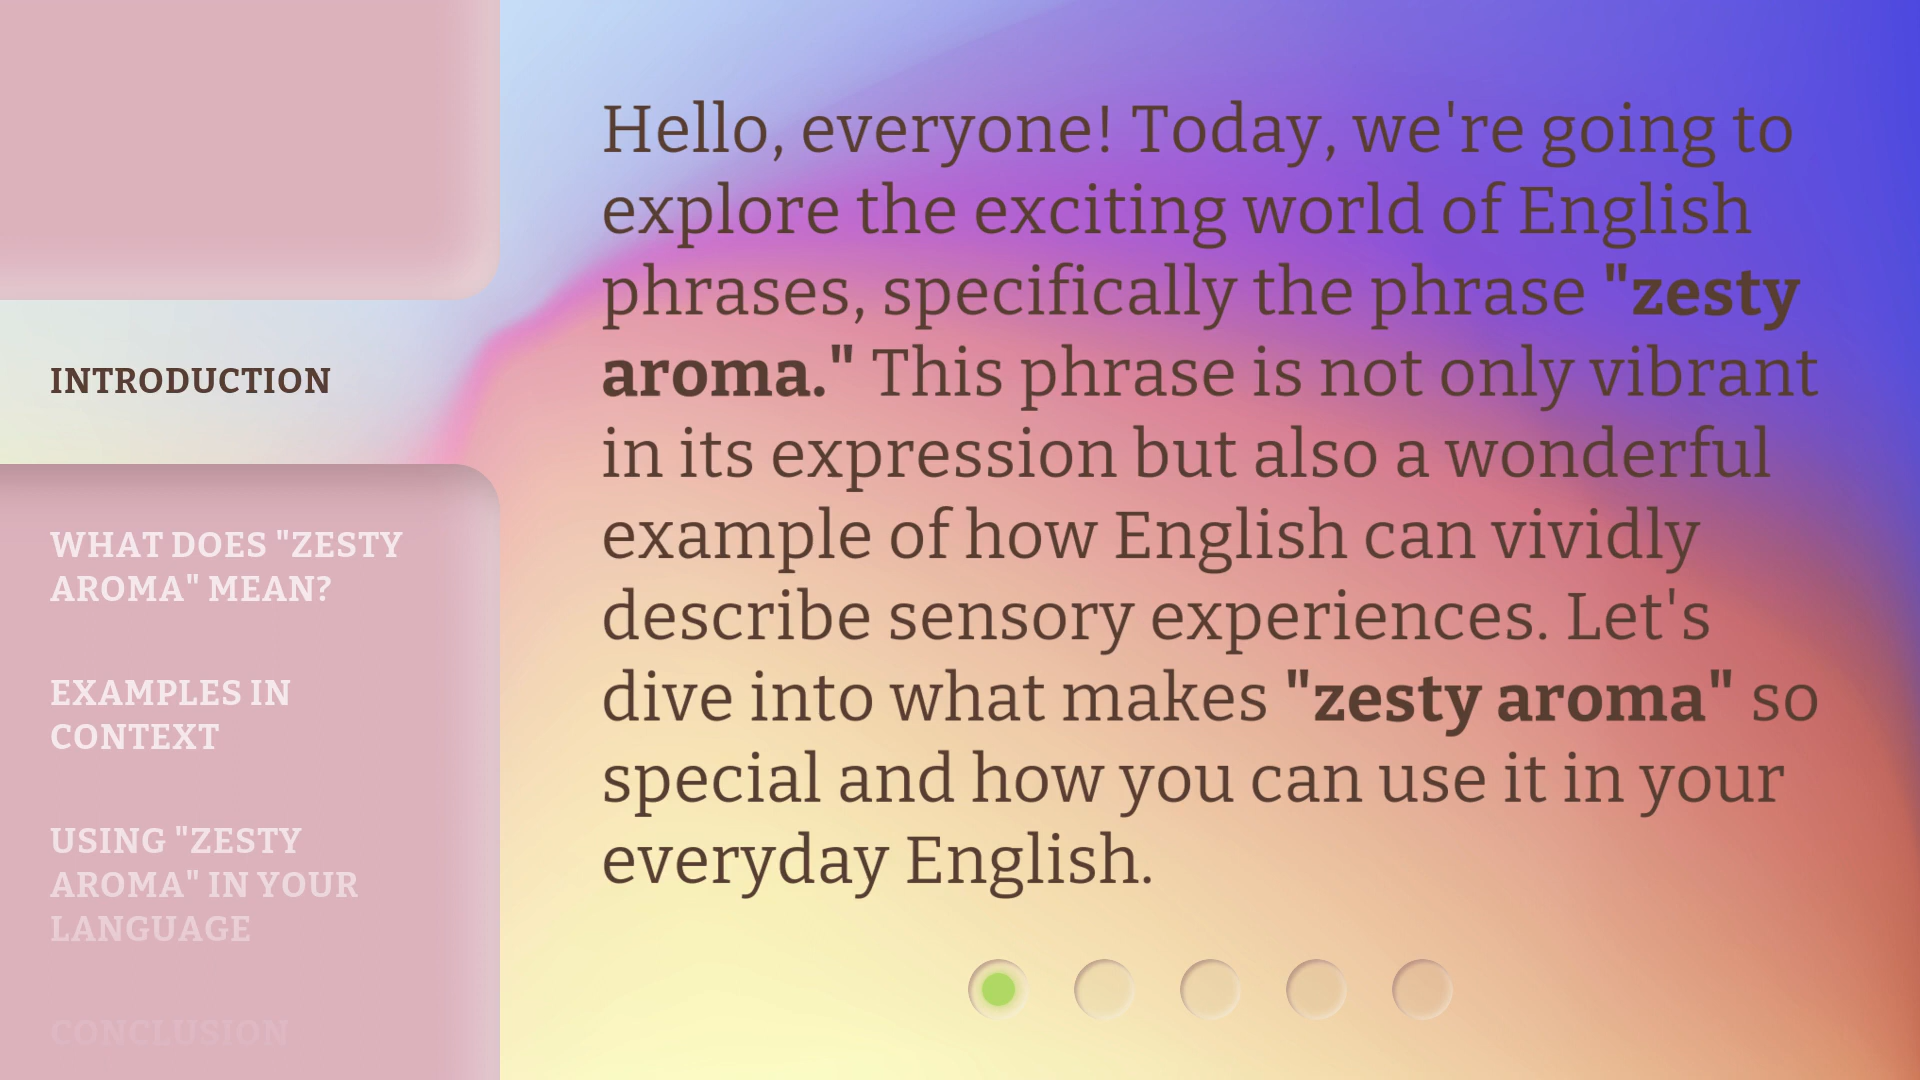 INTRODUCTION
WHAT DOES "ZESTY
AROMA" MEAN?
EXAMPLES IN
CONTEXT
USING "ZESTY
AROMA" IN YOUR
LANGUAGE
CONCLUSION
Hello, everyone! Today, we're going to
explore the exciting world of English
phrases, specifically the phrase "zesty
aroma." This phrase is not only vibrant
in its expression but also a wonderful
example of how English can vividly
describe sensory experiences. Let's
dive into what makes "zesty aroma" so
special and how you can use it in your
everyday English.